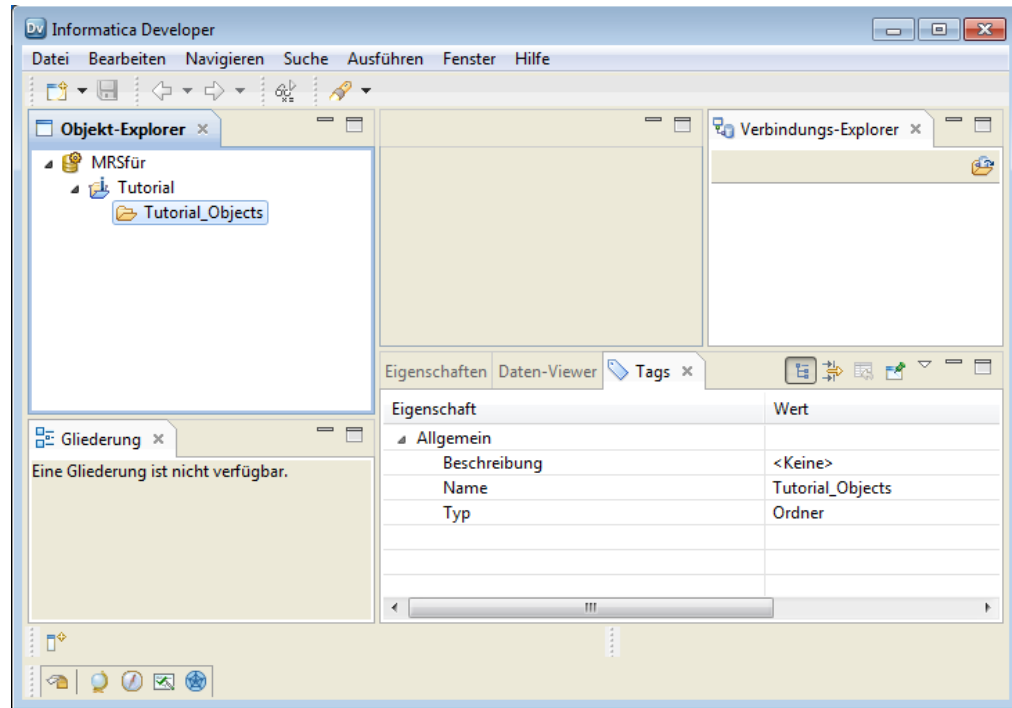 Dv Informatica Developer
Datei Bearbeiten Navigieren Suche Ausführen Fenster Hilfe
Objekt-Explorer
MRSfür
Tutorial
Tutorial_Objects
Verbindungs-Explorer
Eigenschaften Daten-Viewer Tags
Eigenschaft Wert
Allgemein
Beschreibung <Keine>
Name Tutorial_Objects
Typ Ordner
Gliederung
Eine Gliederung ist nicht verfügbar.